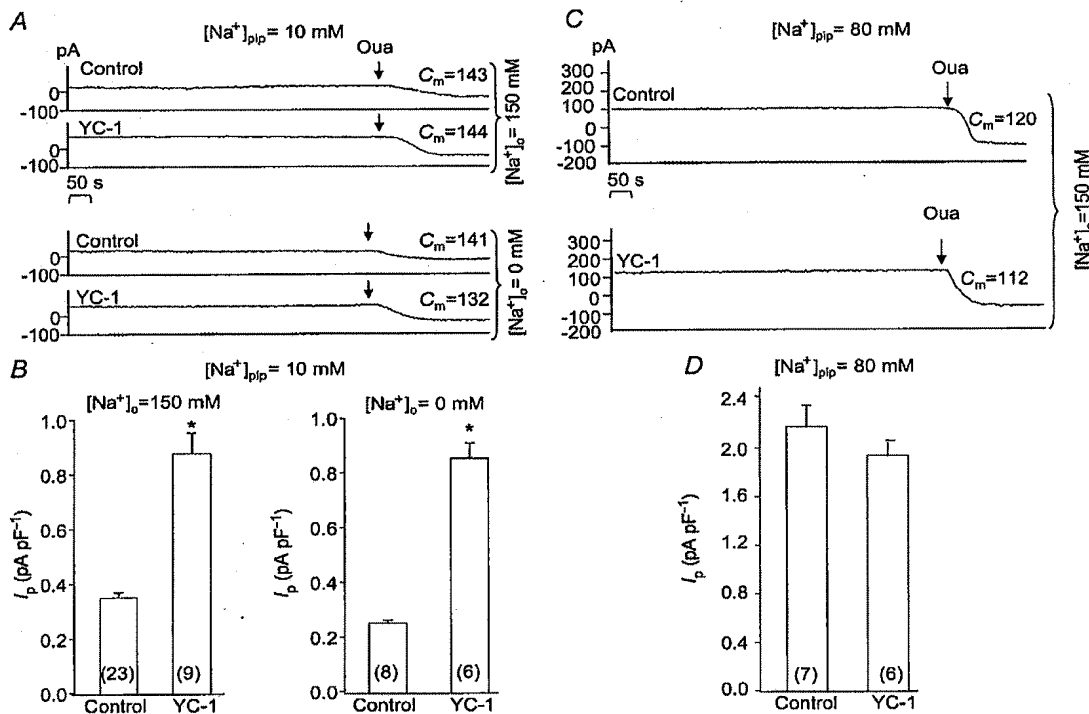 A
[Na+]pip= 10 mM
pA
Oua
Control
Cm=143
0
-100
YC-1
Cm=144
0
-100
50 s
[Na+]o= 150 mM
Control
Cm=141
0
-100
YC-1
Cm=132
0
-100
[Na+]o= 0 mM
B
[Na+]pip= 10 mM
[Na+]o=150 mM
1.0
0.8
0.6
0.4
0.2
0.0
Ip (pA pF-1)
*
(23)
(9)
Control
YC-1
[Na+]o= 0 mM
1.0
0.8
0.6
0.4
0.2
0.0
Ip (pA pF-1)
*
(8)
(6)
Control
YC-1
C
[Na+]pip= 80 mM
pA
300
200
100
0
-100
-200
Control
Oua
Cm=120
50 s
300
200
100
0
-100
-200
YC-1
Oua
Cm=112
[Na+]o=150 mM
D
[Na+]pip= 80 mM
2.4
2.0
1.6
1.2
0.8
0.4
0.0
Ip (pA pF-1)
(7)
(6)
Control
YC-1